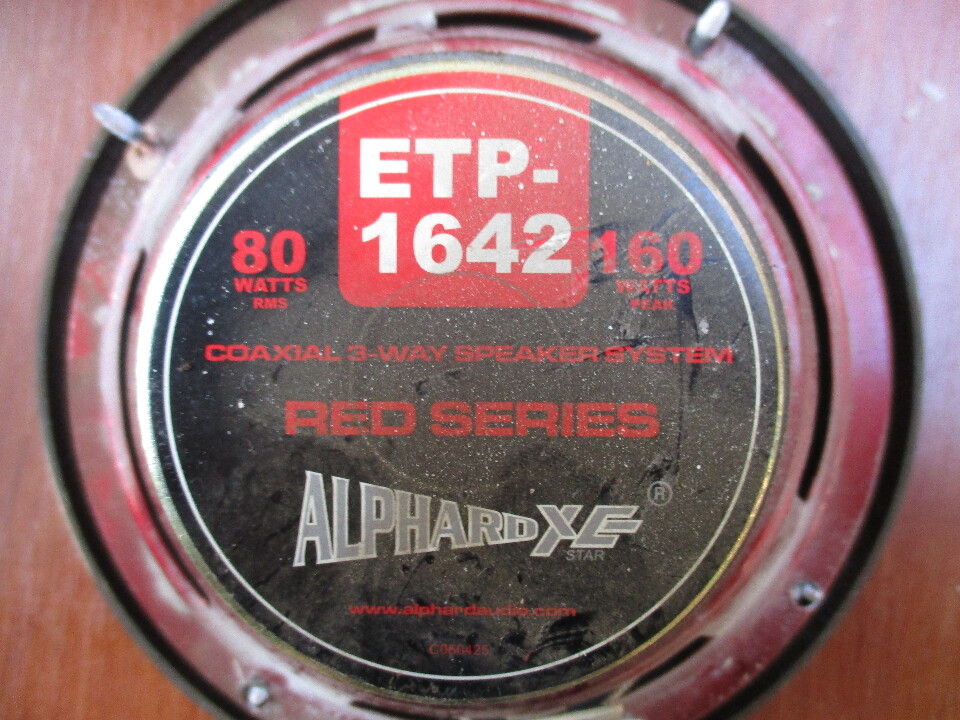 ETP-
1642
80
WATTS
RMS
160
WATTS
PEAK
COAXIAL 3-WAY SPEAKER SYSTEM
RED SERIES
ALPHARD XE ®
STAR
www.alphardaudio.com
C060425